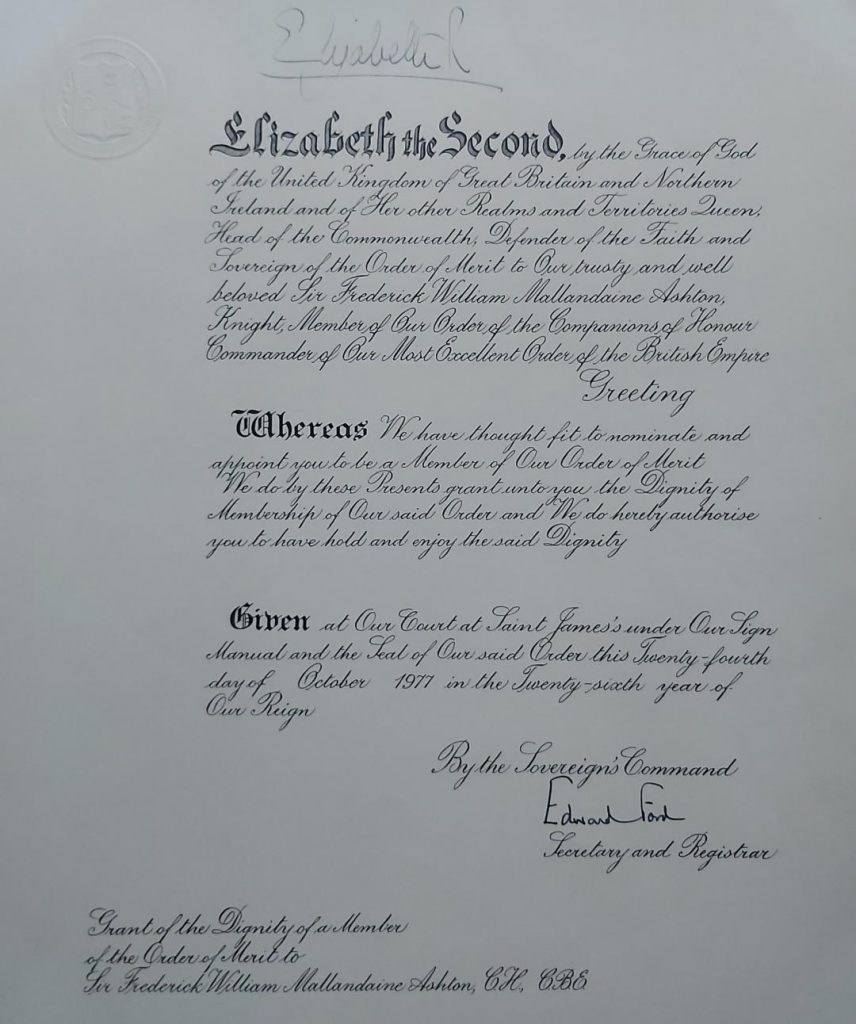 Elizabeth R
Elizabeth the Second, by the Grace of God
of the United Kingdom of Great Britain and Northern
Ireland and of Her other Realms and Territories Queen,
Head of the Commonwealth, Defender of the Faith and
Sovereign of the Order of Merit to Our trusty and well
beloved Sir Frederick William Mallandaine Ashton,
Knight, Member of Our Order of the Companions of Honour
Commander of Our Most Excellent Order of the British Empire
Greeting
Whereas We have thought fit to nominate and
appoint you to be a Member of Our Order of Merit
We do by these Presents grant unto you the Dignity of
Membership of Our said Order and We do hereby authorise
you to have hold and enjoy the said Dignity
Given at Our Court at Saint James's under Our Sign
Manual and the Seal of Our said Order this Twenty-fourth
day of October 1977 in the Twenty-sixth year of
Our Reign
By the Sovereign's Command
Edward Ford
Secretary and Registrar
Grant of the Dignity of a Member
of the Order of Merit to
Sir Frederick William Mallandaine Ashton, CH, CBE